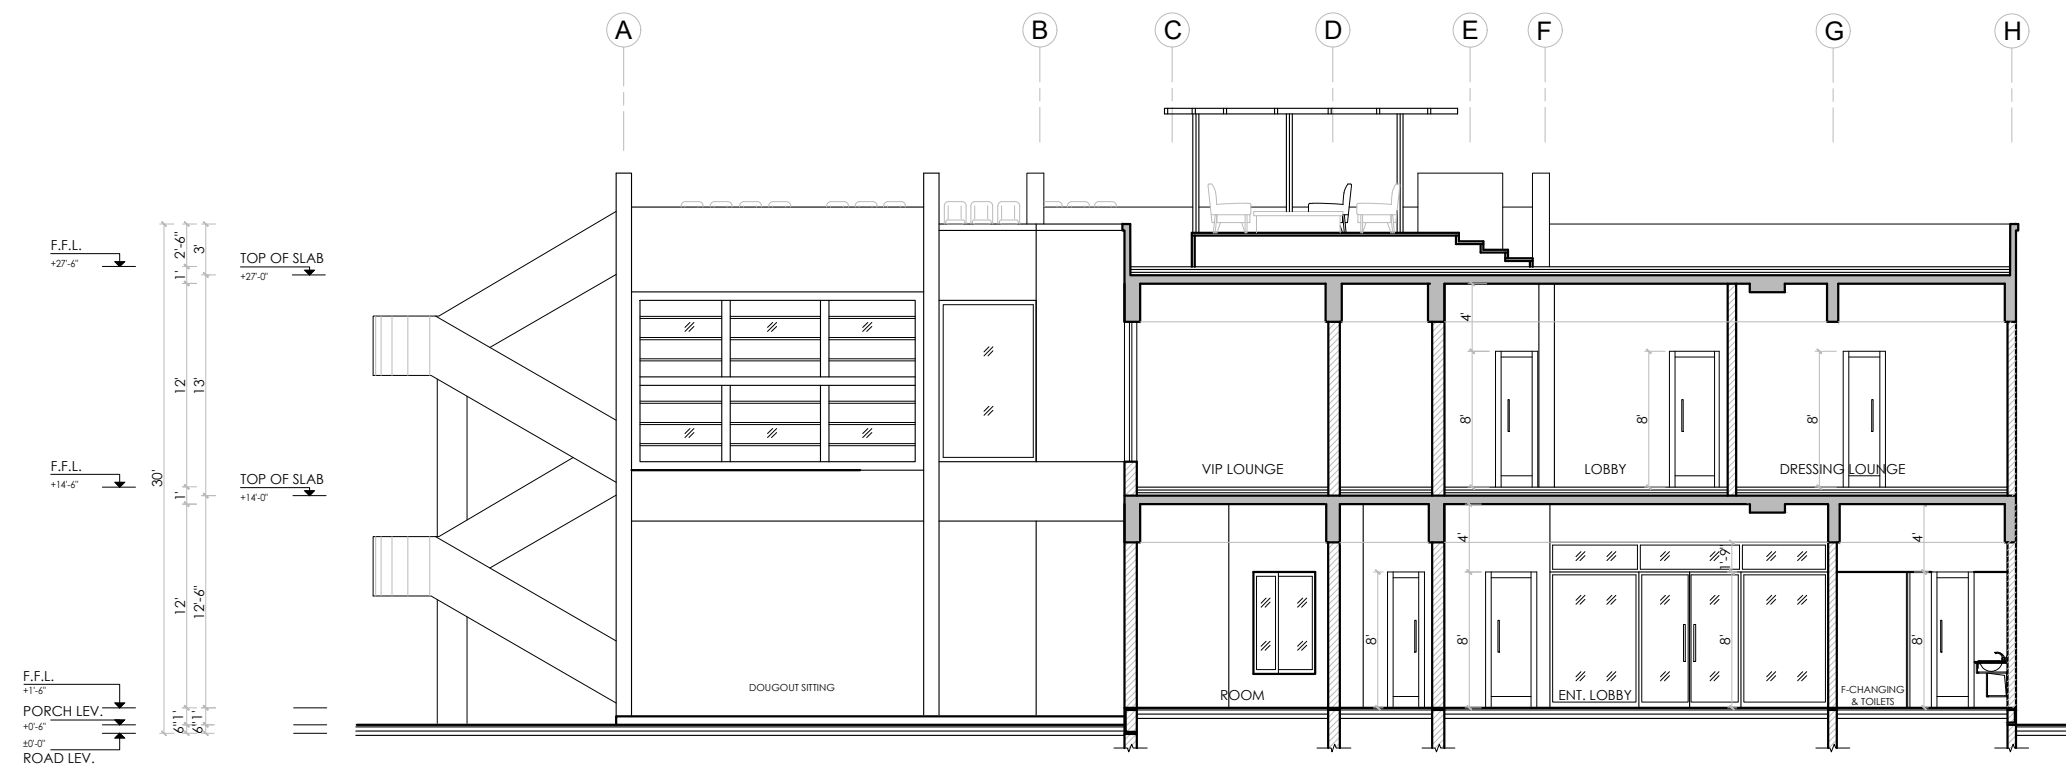 A B C D E F G H
F.F.L.
+27'-6"
TOP OF SLAB
+27'-0"
2'-6"
3'
1'
12'
13'
30'
F.F.L.
+14'-6"
TOP OF SLAB
+14'-0"
1'
12'
12'-6"
F.F.L.
+1'-6"
PORCH LEV.
+0'-6"
±0'-0"
ROAD LEV.
1'
1'
6"
6"
4'
8'
8'
8'
VIP LOUNGE
LOBBY
DRESSING LOUNGE
4'
1'-9"
4'
8'
8'
8'
8'
DOUGOUT SITTING
ROOM
ENT. LOBBY
F-CHANGING
& TOILETS